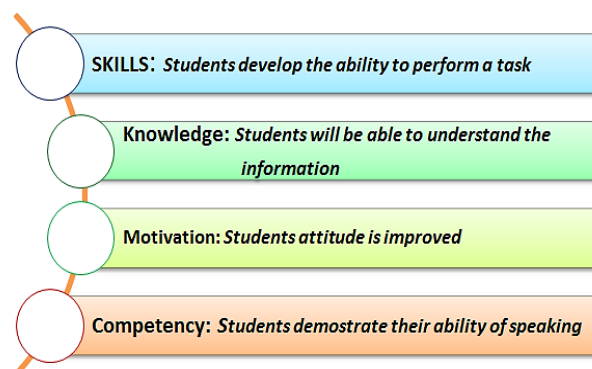 SKILLS: Students develop the ability to perform a task
Knowledge: Students will be able to understand the
information
Motivation: Students attitude is improved
Competency: Students demostrate their ability of speaking